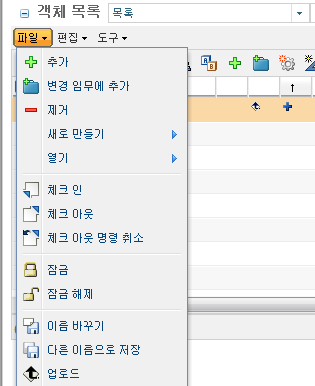 객체 목록 목록
파일 편집 도구
추가
변경 임무에 추가
제거
새로 만들기
열기
체크 인
체크 아웃
체크 아웃 명령 취소
잠금
잠금 해제
이름 바꾸기
다른 이름으로 저장
업로드